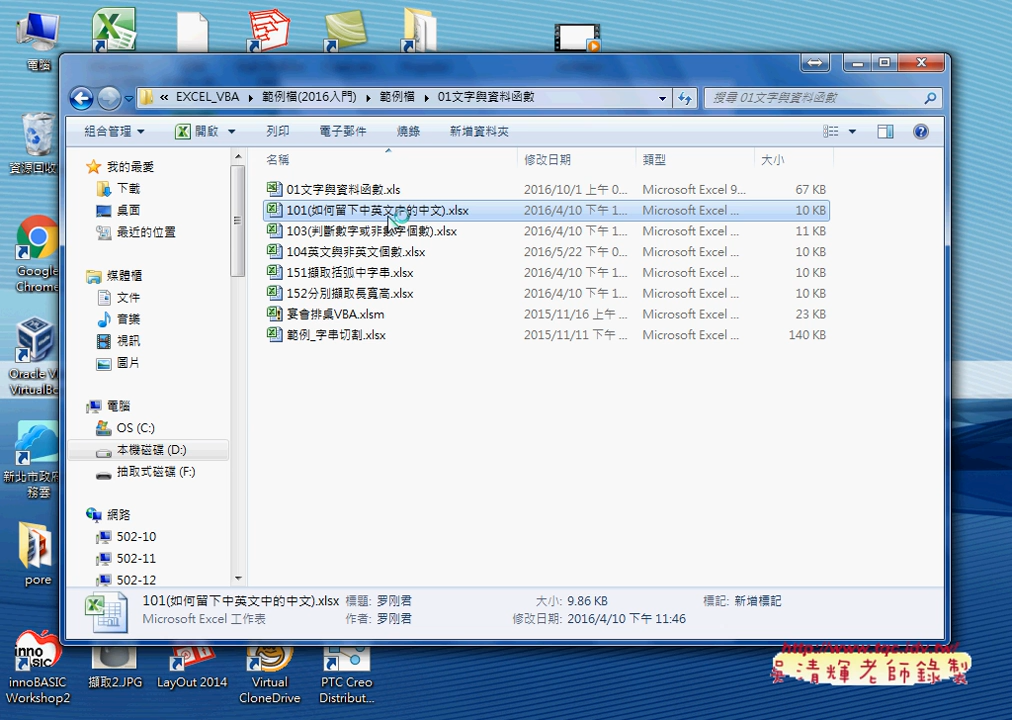 電腦
« EXCEL_VBA ▸ 範例檔(2016入門) ▸ 範例檔 ▸ 01文字與資料函數
搜尋 01文字與資料函數
組合管理 開啟 列印 電子郵件 燒錄 新增資料夾
我的最愛
下載
桌面
最近的位置
媒體櫃
文件
音樂
視訊
圖片
電腦
OS (C:)
本機磁碟 (D:)
抽取式磁碟 (F:)
網路
502-10
502-11
502-12
名稱 修改日期 類型 大小
01文字與資料函數.xls 2016/10/1 上午 0... Microsoft Excel 9... 67 KB
101(如何留下中英文中的中文).xlsx 2016/4/10 下午 1... Microsoft Excel ... 10 KB
103(判斷數字或非數字個數).xlsx 2016/4/10 下午 1... Microsoft Excel ... 11 KB
104英文與非英文個數.xlsx 2016/5/22 下午 0... Microsoft Excel ... 10 KB
151擷取括弧中字串.xlsx 2016/4/10 下午 1... Microsoft Excel ... 10 KB
152分別擷取長寬高.xlsx 2016/4/10 下午 1... Microsoft Excel ... 10 KB
宴會排桌VBA.xlsm 2015/11/16 上午 ... Microsoft Excel ... 23 KB
範例_字串切割.xlsx 2015/11/11 下午 ... Microsoft Excel ... 140 KB
101(如何留下中英文中的中文).xlsx 標題: 罗刚君 大小: 9.86 KB 標記: 新增標記
Microsoft Excel 工作表 作者: 罗刚君 修改日期: 2016/4/10 下午 11:46
資源回收
Google
Chrome
Oracle V
VirtualBo
新北市政府
務雲
pore
innoBASIC
Workshop2
擷取2.JPG
LayOut 2014
Virtual
CloneDrive
PTC Creo
Distribut...
吳清輝老師錄製